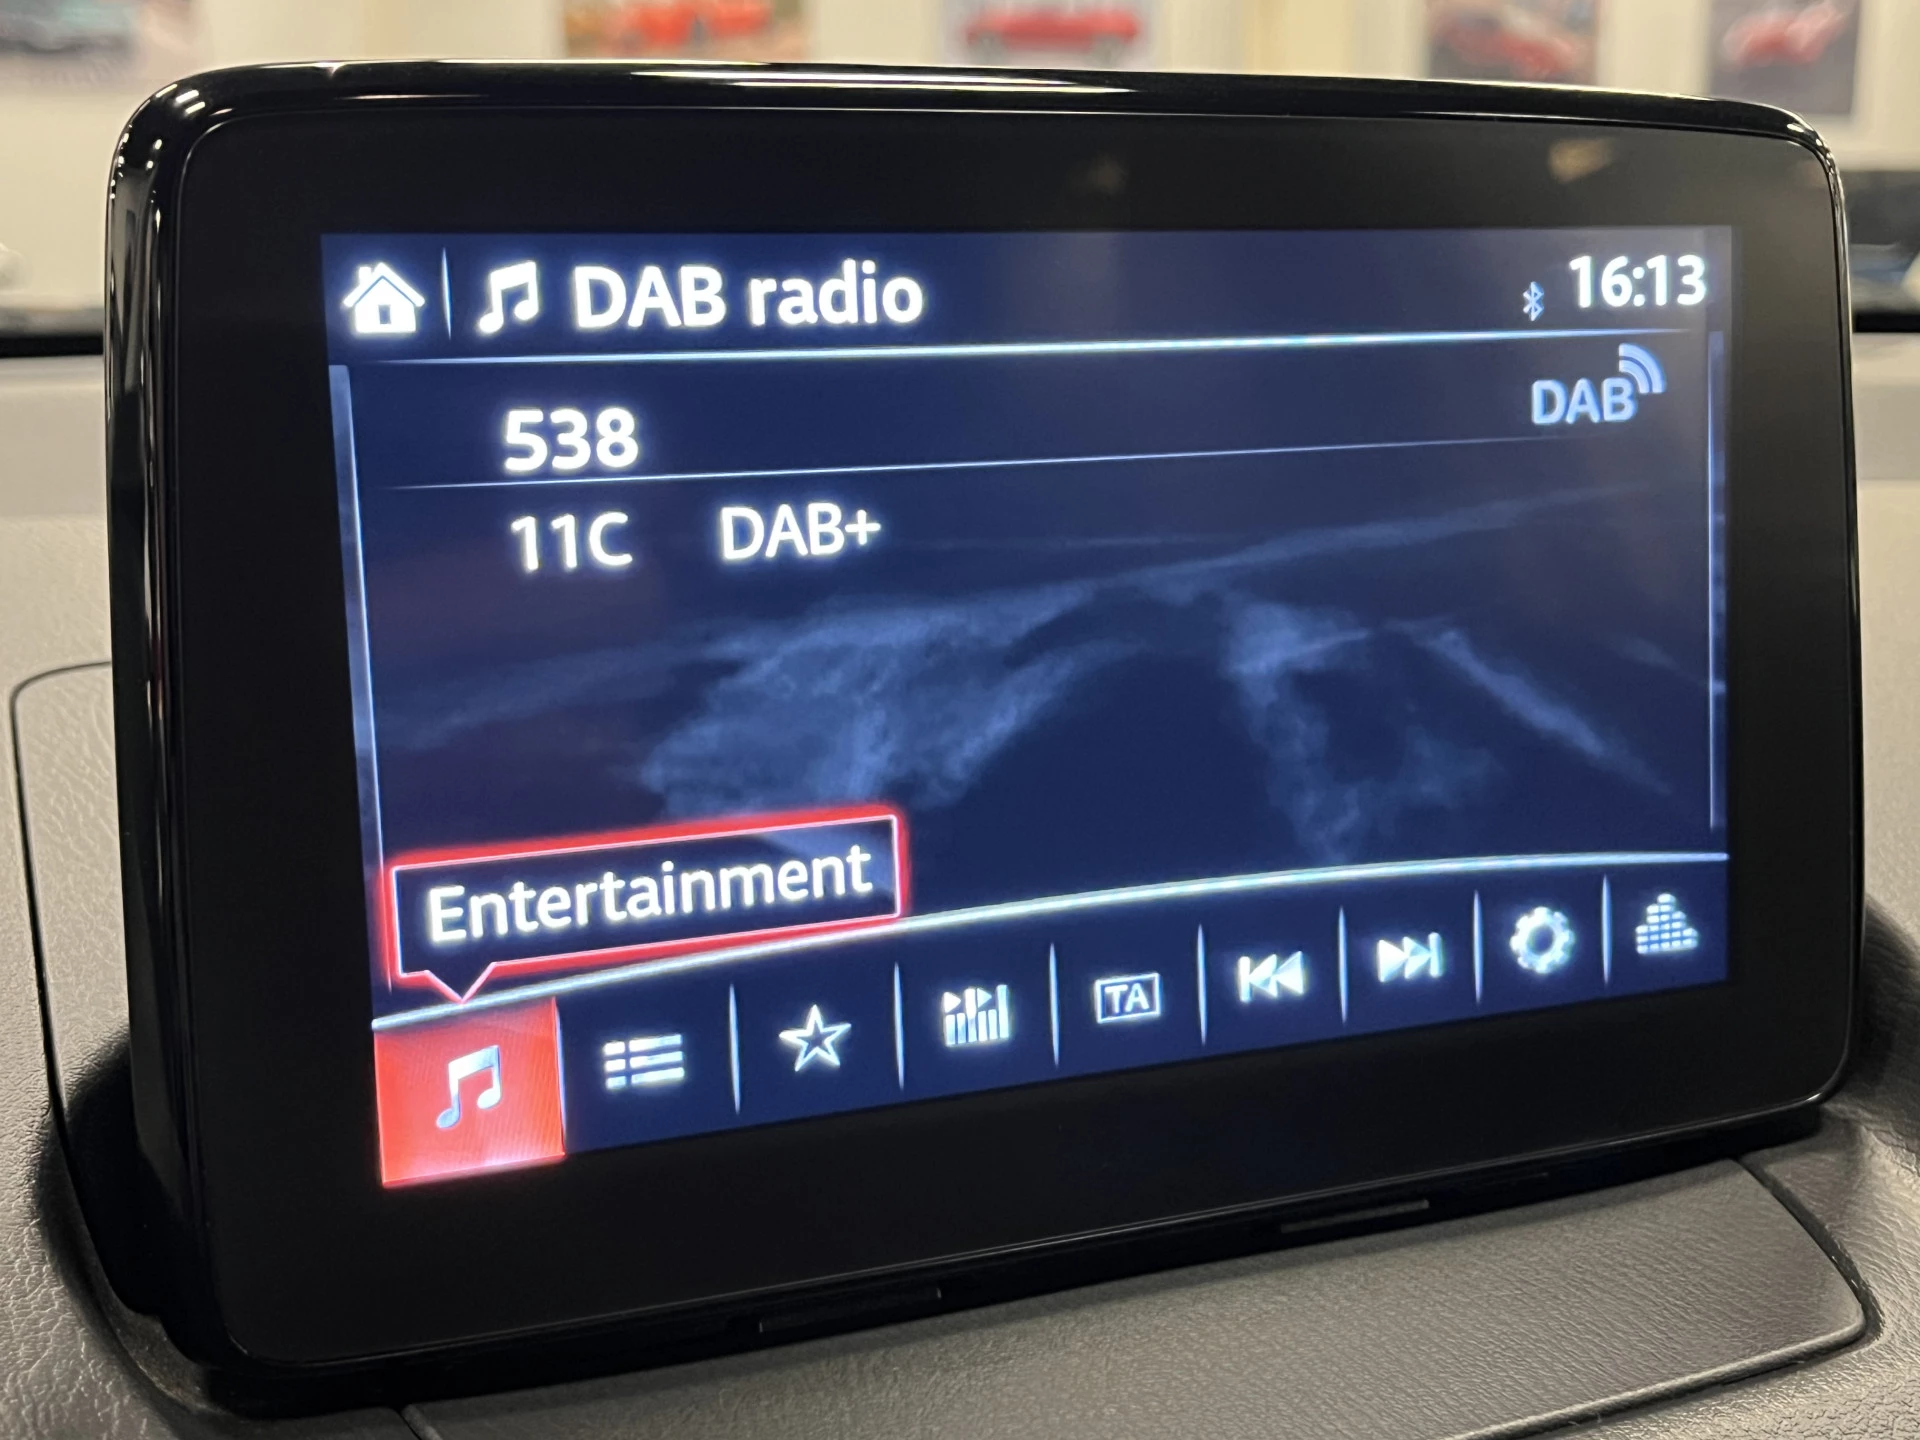 DAB radio
16:13
DAB
538
11C DAB+
Entertainment
TA